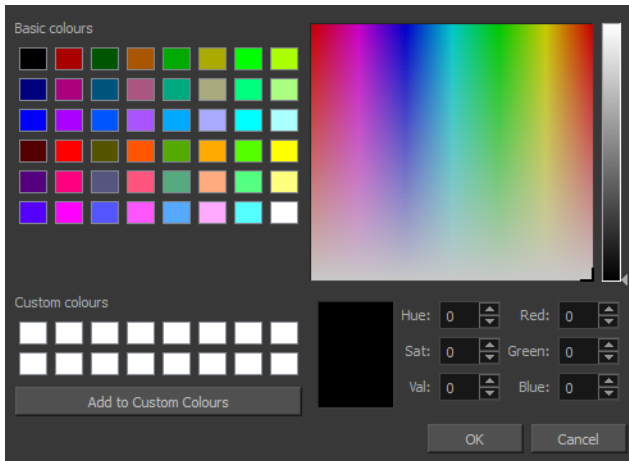 Basic colours
Custom colours
Add to Custom Colours
Hue: 0 Red: 0
Sat: 0 Green: 0
Val: 0 Blue: 0
OK Cancel